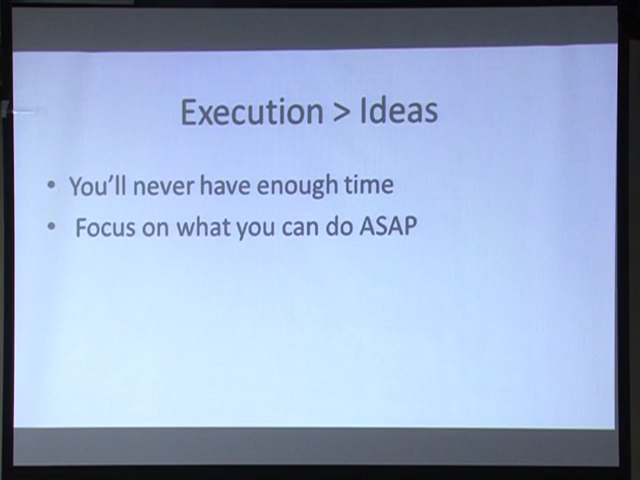 Execution > Ideas
• You'll never have enough time
• Focus on what you can do ASAP